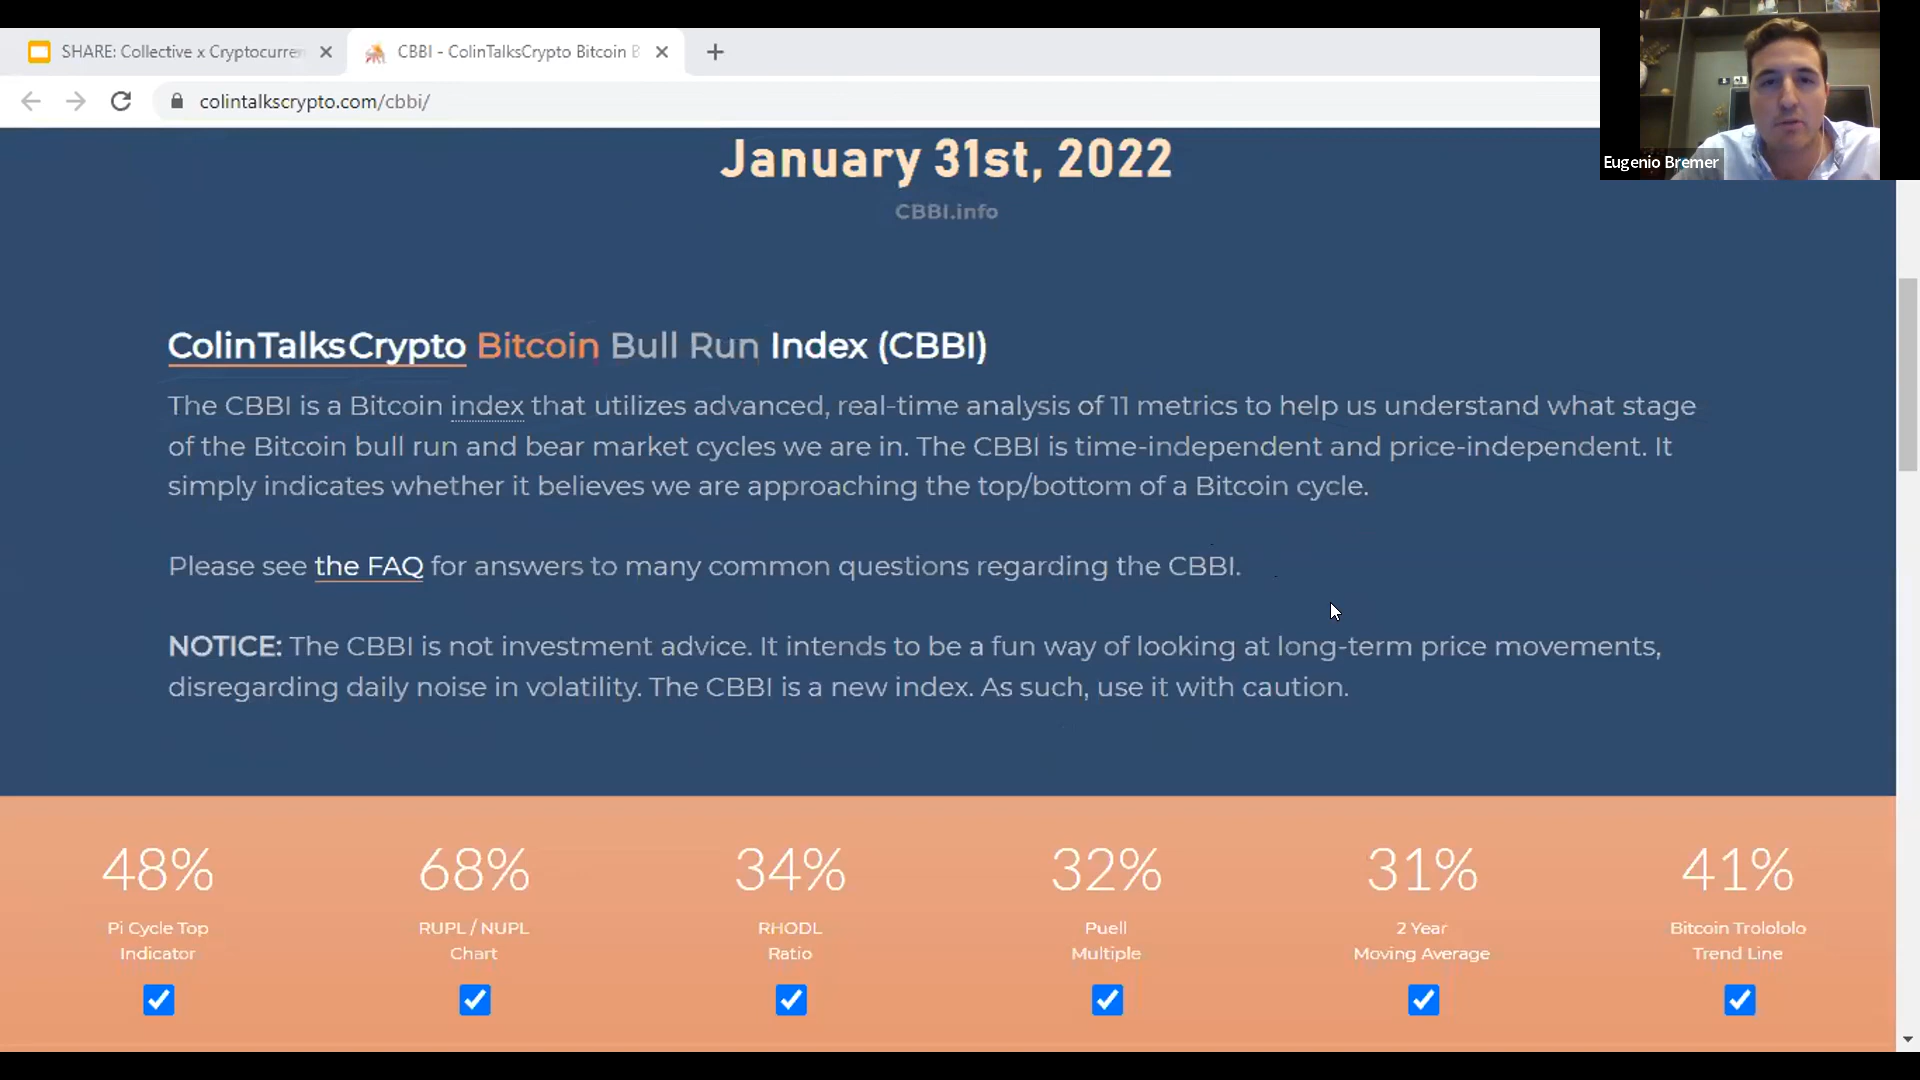 SHARE: Collective x Cryptocurren
CBBI - ColinTalksCrypto Bitcoin B
colintalkscrypto.com/cbbi/
Eugenio Bremer
January 31st, 2022
CBBI.info
ColinTalksCrypto Bitcoin Bull Run Index (CBBI)
The CBBI is a Bitcoin index that utilizes advanced, real-time analysis of 11 metrics to help us understand what stage
of the Bitcoin bull run and bear market cycles we are in. The CBBI is time-independent and price-independent. It
simply indicates whether it believes we are approaching the top/bottom of a Bitcoin cycle.
Please see the FAQ for answers to many common questions regarding the CBBI.
NOTICE: The CBBI is not investment advice. It intends to be a fun way of looking at long-term price movements,
disregarding daily noise in volatility. The CBBI is a new index. As such, use it with caution.
48% 68% 34% 32% 31% 41%
Pi Cycle Top RUPL / NUPL RHODL Puell 2 Year Bitcoin Trolololo
Indicator Chart Ratio Multiple Moving Average Trend Line